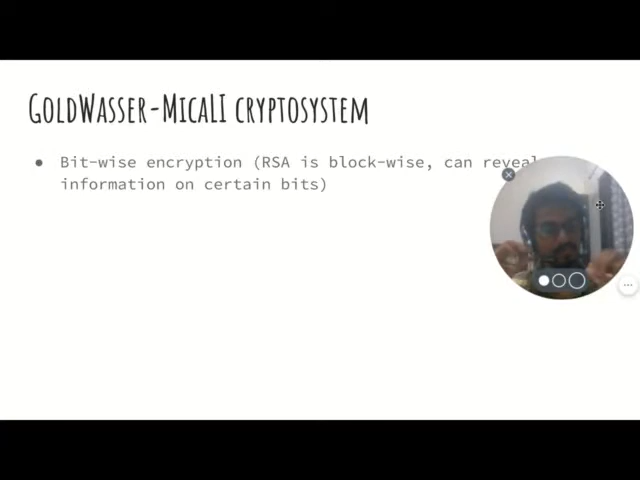 GoldWasser-MicaLI cryptosystem
● Bit-wise encryption (RSA is block-wise, can reveal
information on certain bits)